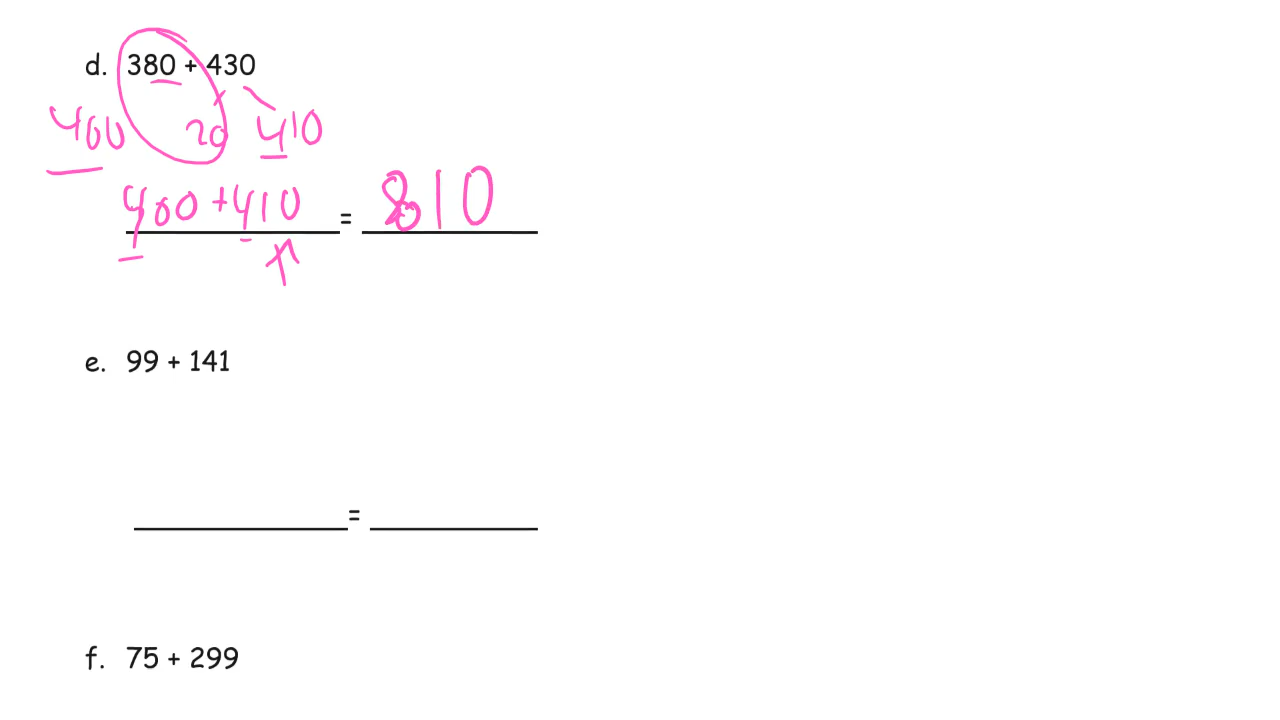 d. 380 + 430
400 20 410
400 + 410 = 810
e. 99 + 141
=
f. 75 + 299